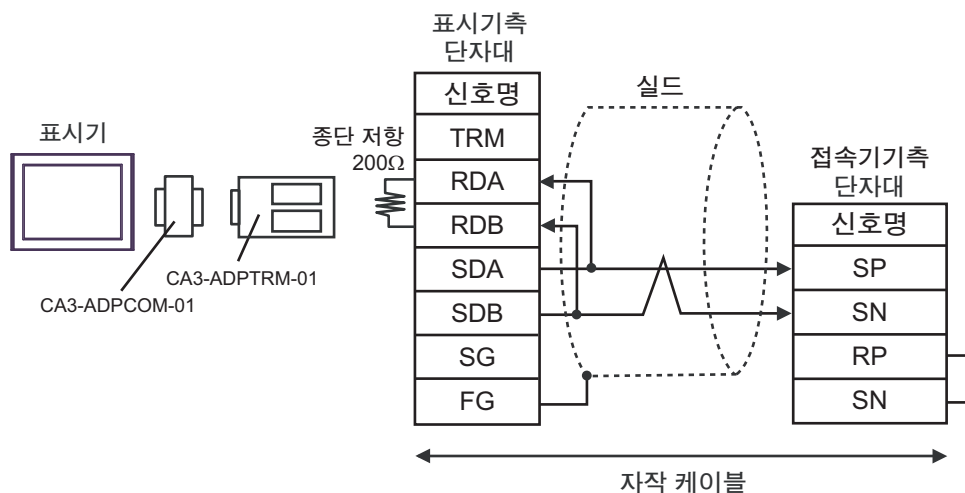 표시기
CA3-ADPCOM-01
CA3-ADPTRM-01
종단 저항
200Ω
표시기측
단자대
신호명
TRM
RDA
RDB
SDA
SDB
SG
FG
실드
접속기기측
단자대
신호명
SP
SN
RP
SN
자작 케이블